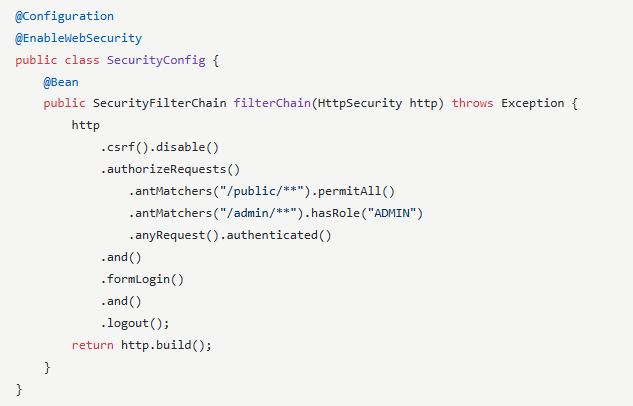 @Configuration
@EnableWebSecurity
public class SecurityConfig {
    @Bean
    public SecurityFilterChain filterChain(HttpSecurity http) throws Exception {
        http
            .csrf().disable()
            .authorizeRequests()
                .antMatchers("/public/**").permitAll()
                .antMatchers("/admin/**").hasRole("ADMIN")
                .anyRequest().authenticated()
            .and()
            .formLogin()
            .and()
            .logout();
        return http.build();
    }
}